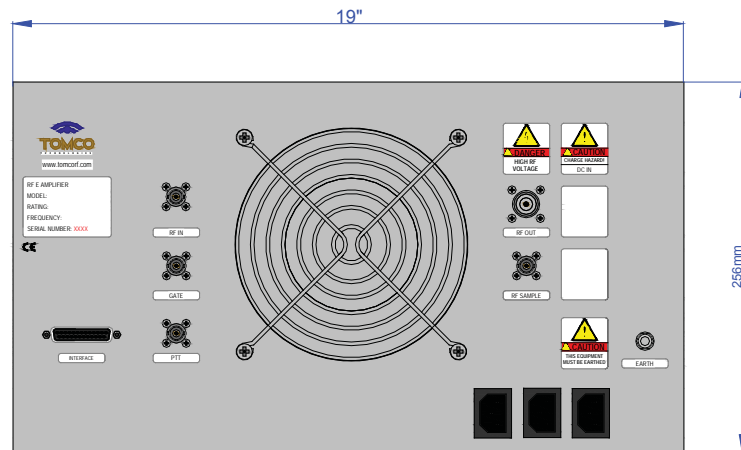 19"
TOMCO
www.tomcorf.com
RF E AMPLIFIER
MODEL:
RATING:
FREQUENCY:
SERIAL NUMBER: XXXX
CE
INTERFACE
RF IN
GATE
PTT
DANGER
HIGH RF
VOLTAGE
CAUTION
CHARGE HAZARD!
DC IN
RF OUT
RF SAMPLE
CAUTION
THIS EQUIPMENT
MUST BE EARTHED
EARTH
256mm